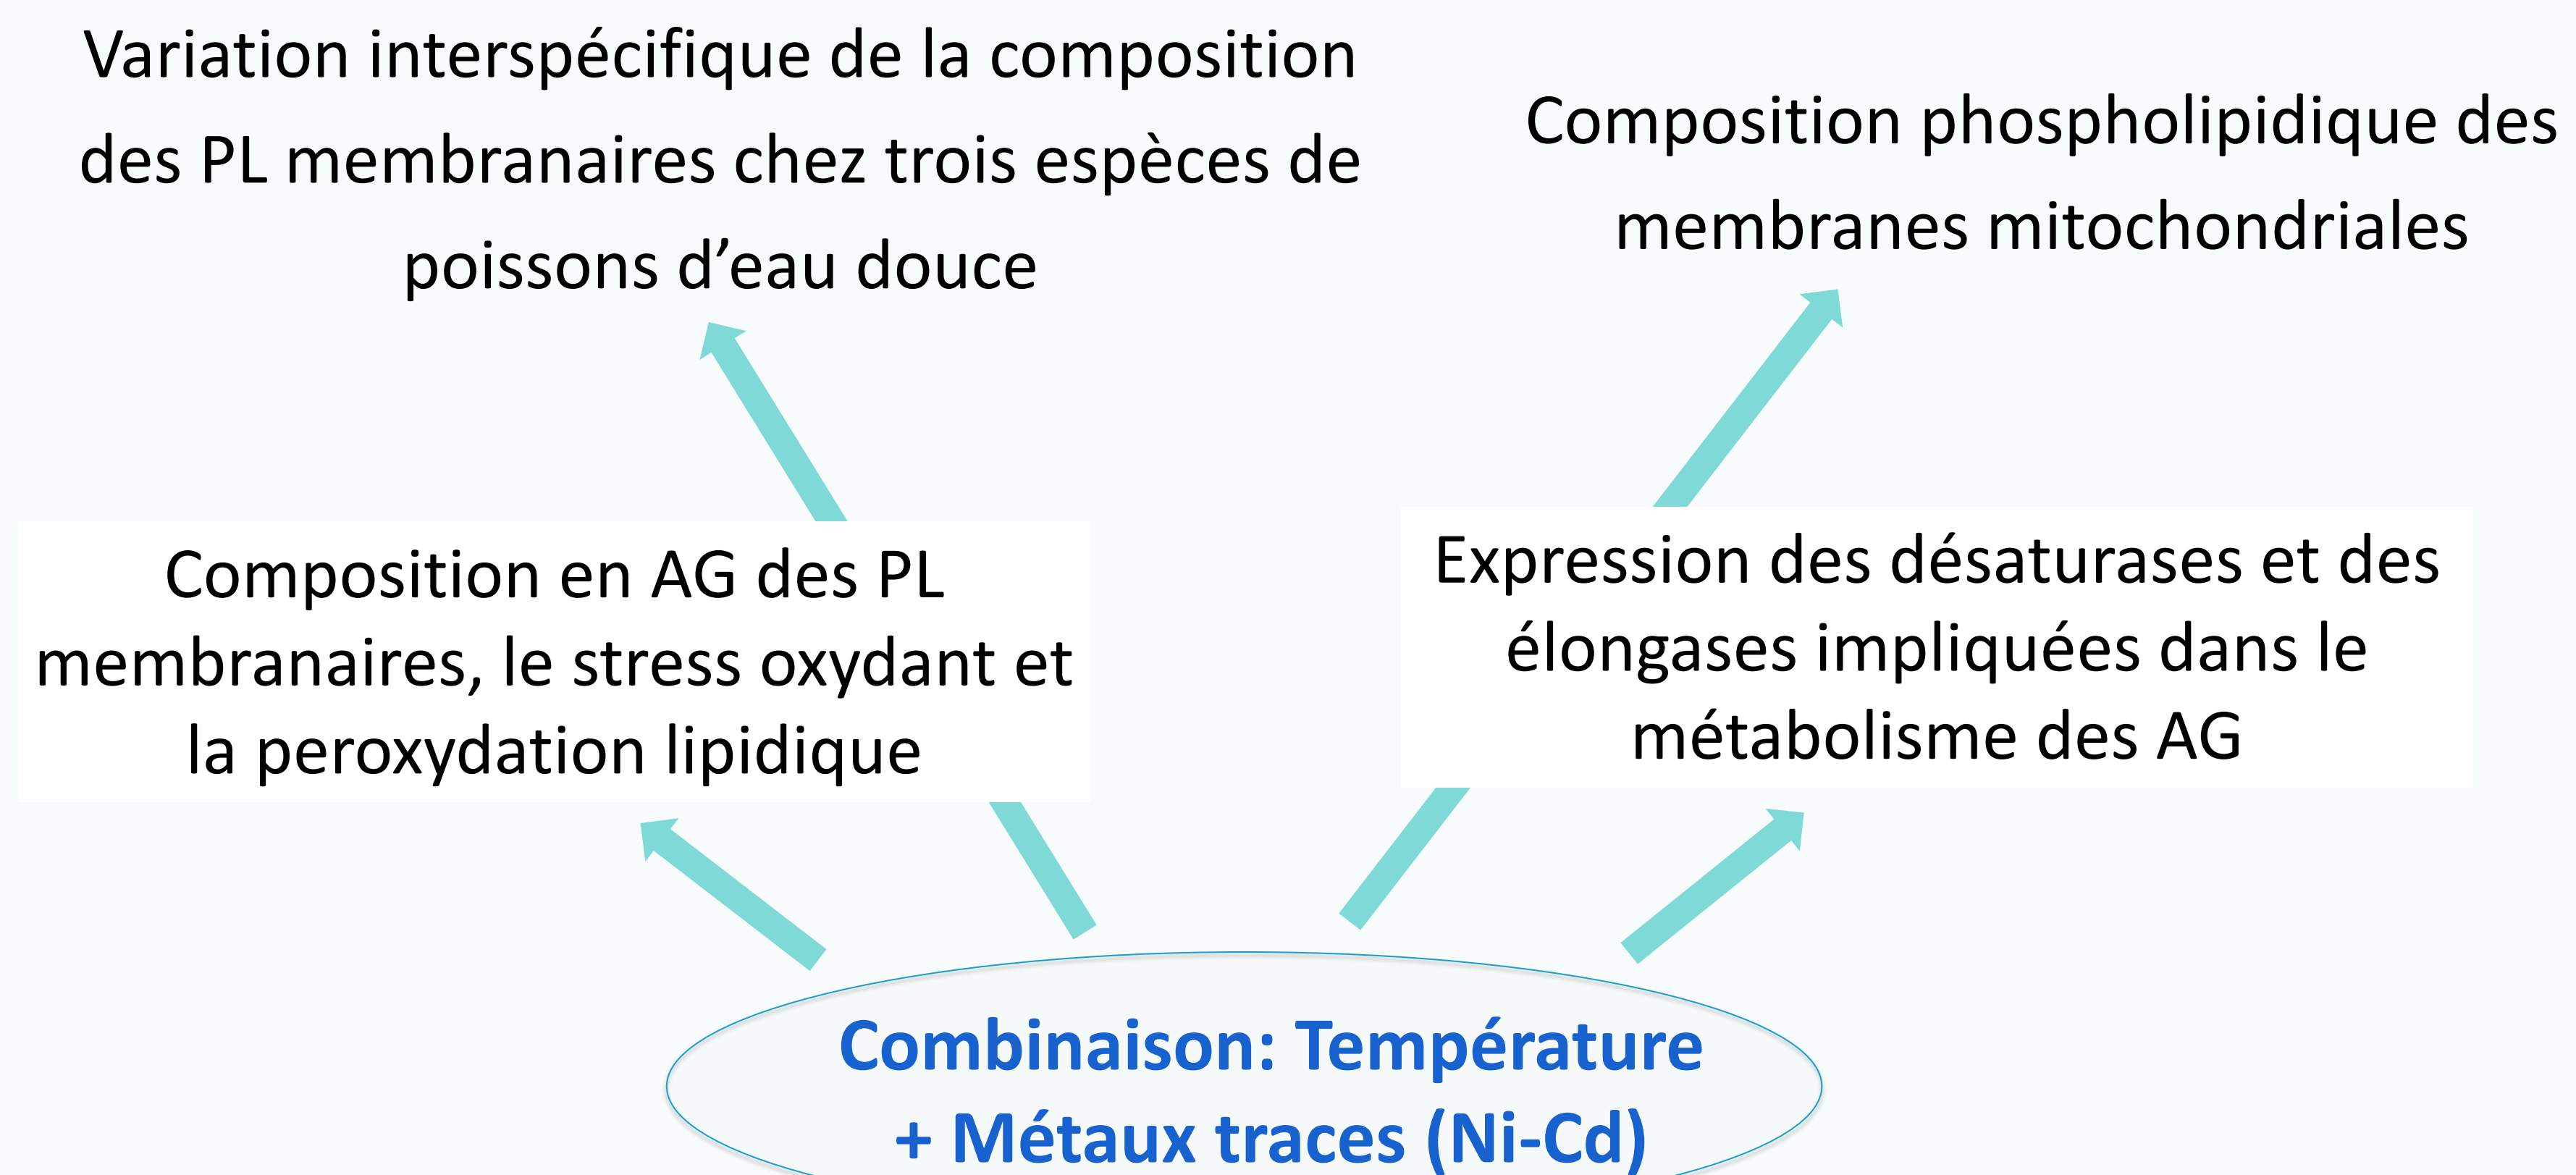 Variation interspécifique de la composition
des PL membranaires chez trois espèces de
poissons d’eau douce
Composition phospholipidique des
membranes mitochondriales
Composition en AG des PL
membranaires, le stress oxydant et
la peroxydation lipidique
Expression des désaturases et des
élongases impliquées dans le
métabolisme des AG
Combinaison: Température
+ Métaux traces (Ni-Cd)